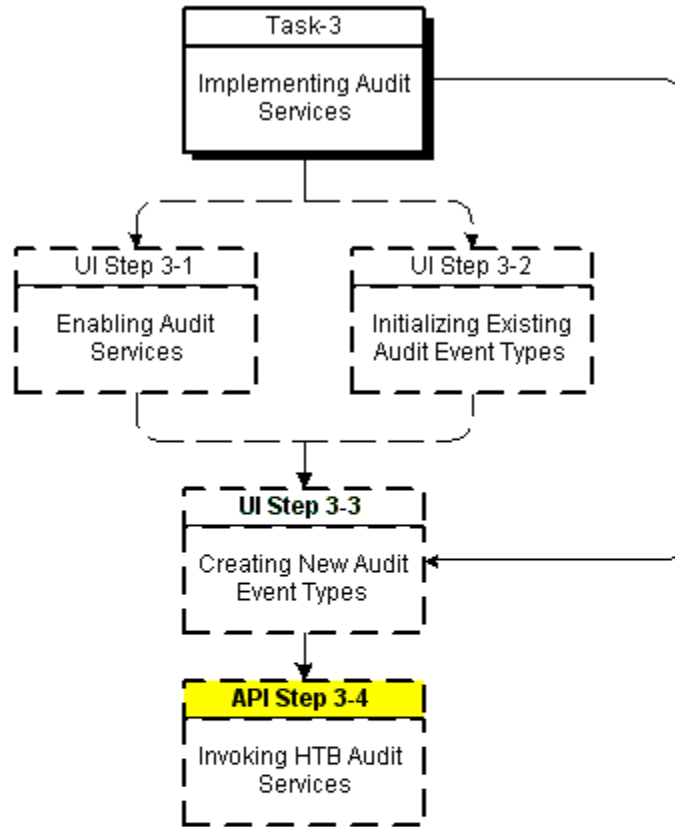 Task-3
Implementing Audit
Services
UI Step 3-1
Enabling Audit
Services
UI Step 3-2
Initializing Existing
Audit Event Types
UI Step 3-3
Creating New Audit
Event Types
API Step 3-4
Invoking HTB Audit
Services